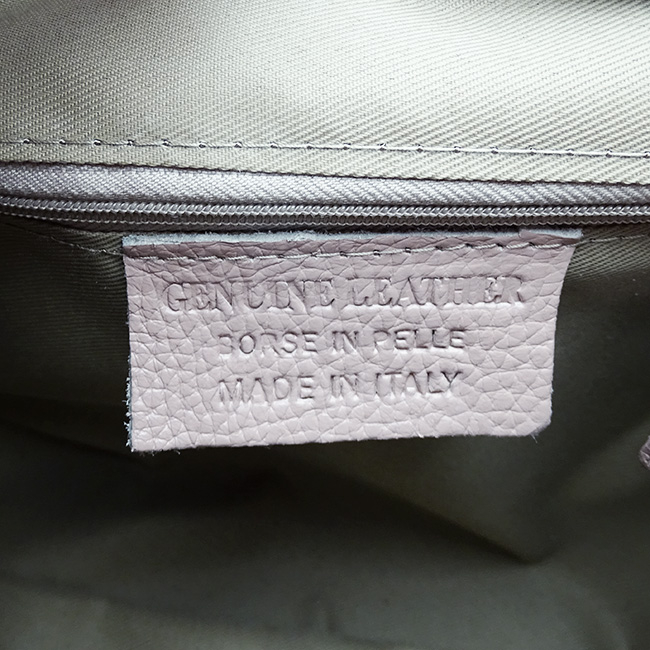 GENUINE LEATHER
BORSE IN PELLE
MADE IN ITALY